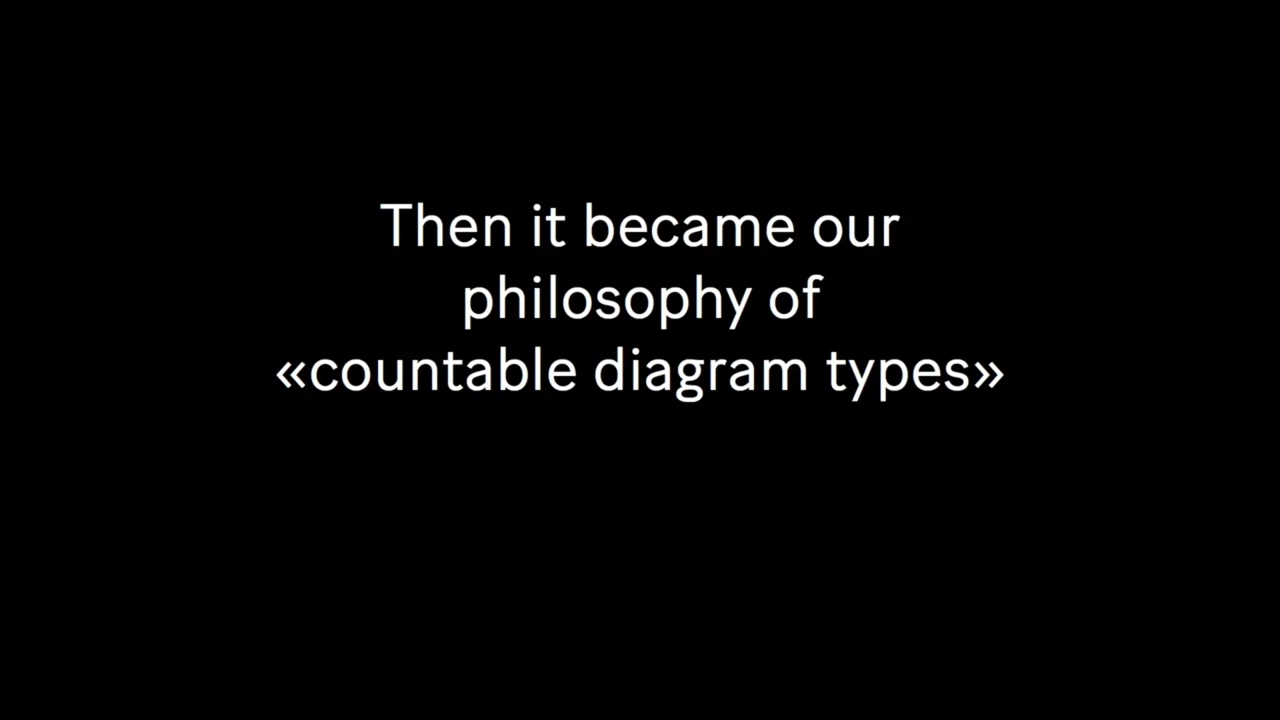 Then it became our
philosophy of
«countable diagram types»